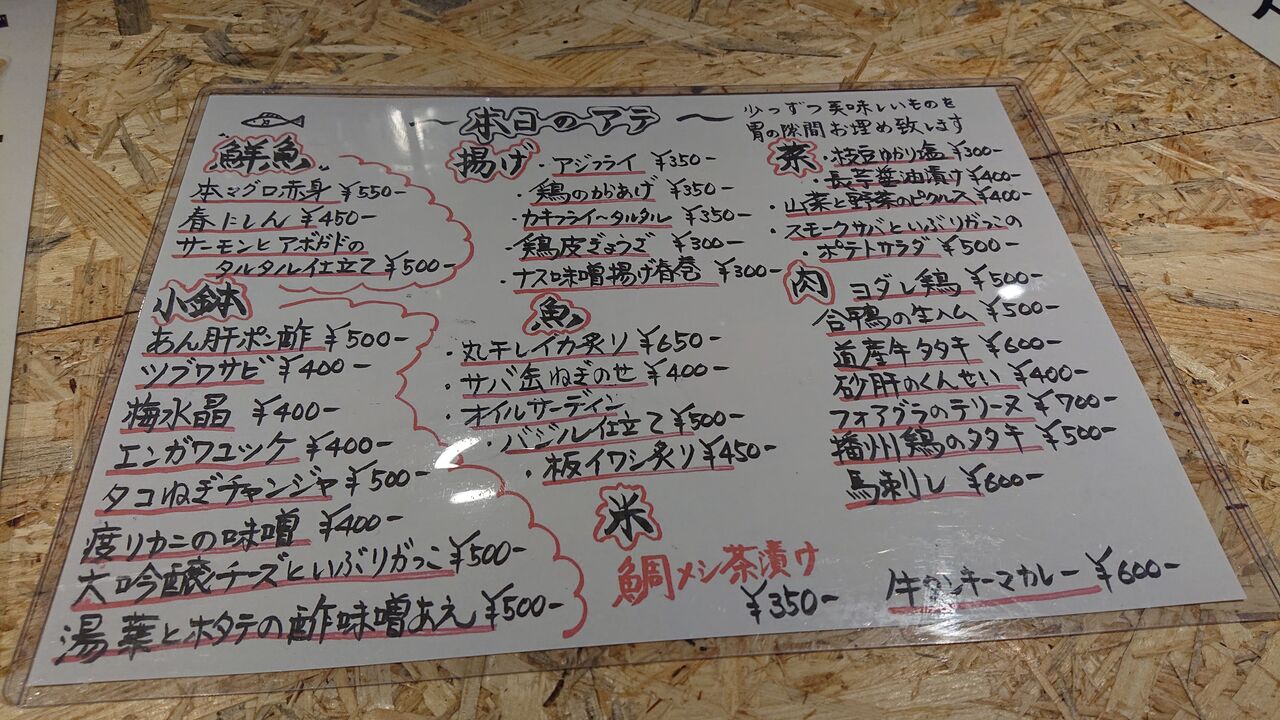 〜本日のアテ〜
少っずつ美味しいものを
胃の隙間お埋め致します
鮮魚
本マグロ赤身 ¥550-
春にしん ¥450-
サーモンとアボガドの
タルタル仕立て ¥500-
小鉢
あん肝ポン酢 ¥500-
ツブワサビ ¥400-
梅水晶 ¥400-
エンガワユッケ ¥400-
タコねぎチャンジャ ¥500-
渡りカニの味噌 ¥400-
大吟醸チーズといぶりがっこ ¥500-
湯葉とホタテの酢味噌あえ ¥500-
揚げ
・アジフライ ¥350-
・鶏のからあげ ¥350-
・カキフライ〜タルタル ¥350-
・鶏皮ぎょうざ ¥300-
・ナス味噌揚げ春巻 ¥300-
魚
・丸干しイカ炙り ¥650-
・サバ缶ねぎのせ ¥400-
・オイルサーディン
バジル仕立て ¥500-
・板イワシ炙り ¥450-
米
鯛メシ茶漬け
¥350-
牛タンキーマカレー ¥600-
菜
・枝豆ゆかり塩 ¥300-
・長芋醤油漬け ¥400-
・山菜と野菜のピクルス ¥400-
・スモークサバといぶりがっこの
ポテトサラダ ¥500-
肉
ヨダレ鶏 ¥500-
合鴨の生ハム ¥500-
道産牛タタキ ¥600-
砂肝のくんせい ¥400-
フォアグラのテリーヌ ¥700-
播州鶏のタタキ ¥500-
馬刺し ¥600-